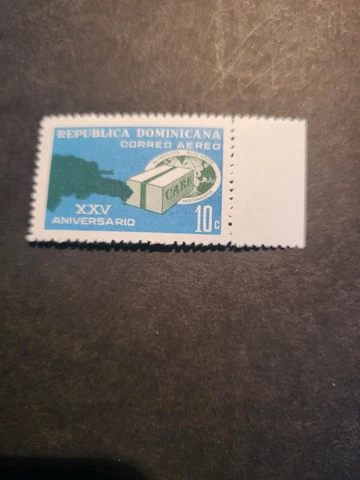 REPUBLICA DOMINICANA
CORREO AEREO
CARE
XXV
ANIVERSARIO
10c